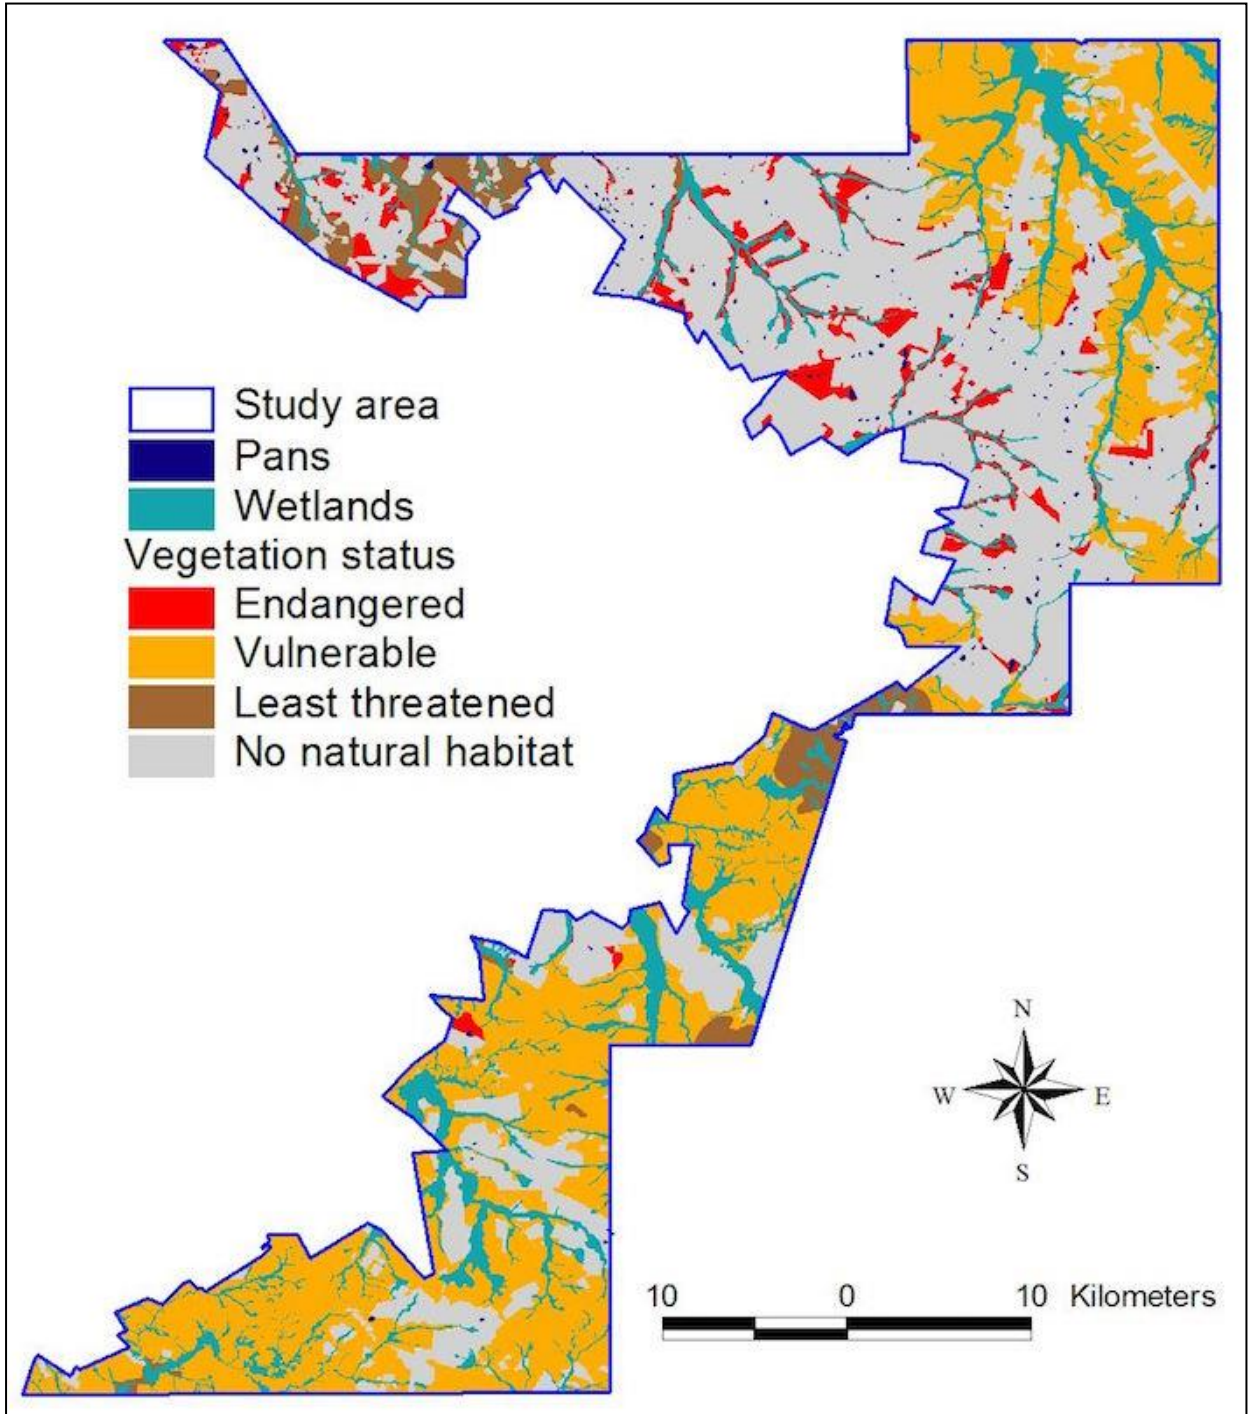 Study area
Pans
Wetlands
Vegetation status
Endangered
Vulnerable
Least threatened
No natural habitat
N
W E
S
10 0 10 Kilometers